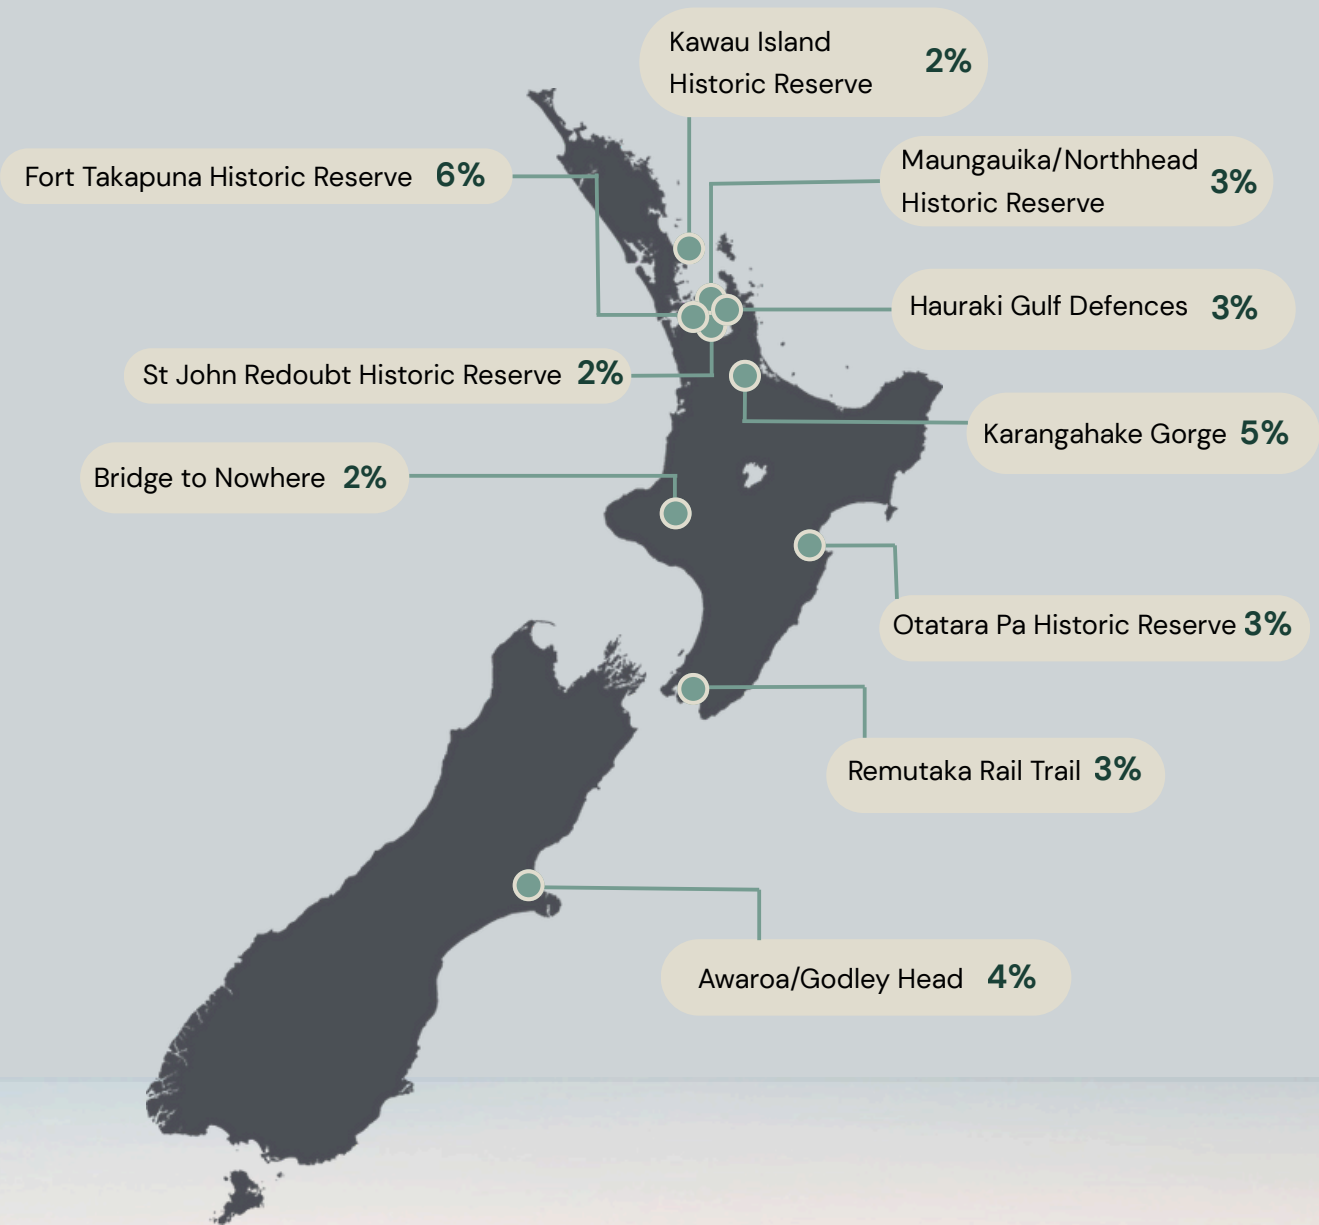 Kawau Island
Historic Reserve
2%
Fort Takapuna Historic Reserve 6%
Maungauika/Northhead
Historic Reserve
3%
Hauraki Gulf Defences 3%
St John Redoubt Historic Reserve 2%
Karangahake Gorge 5%
Bridge to Nowhere 2%
Otatara Pa Historic Reserve 3%
Remutaka Rail Trail 3%
Awaroa/Godley Head 4%